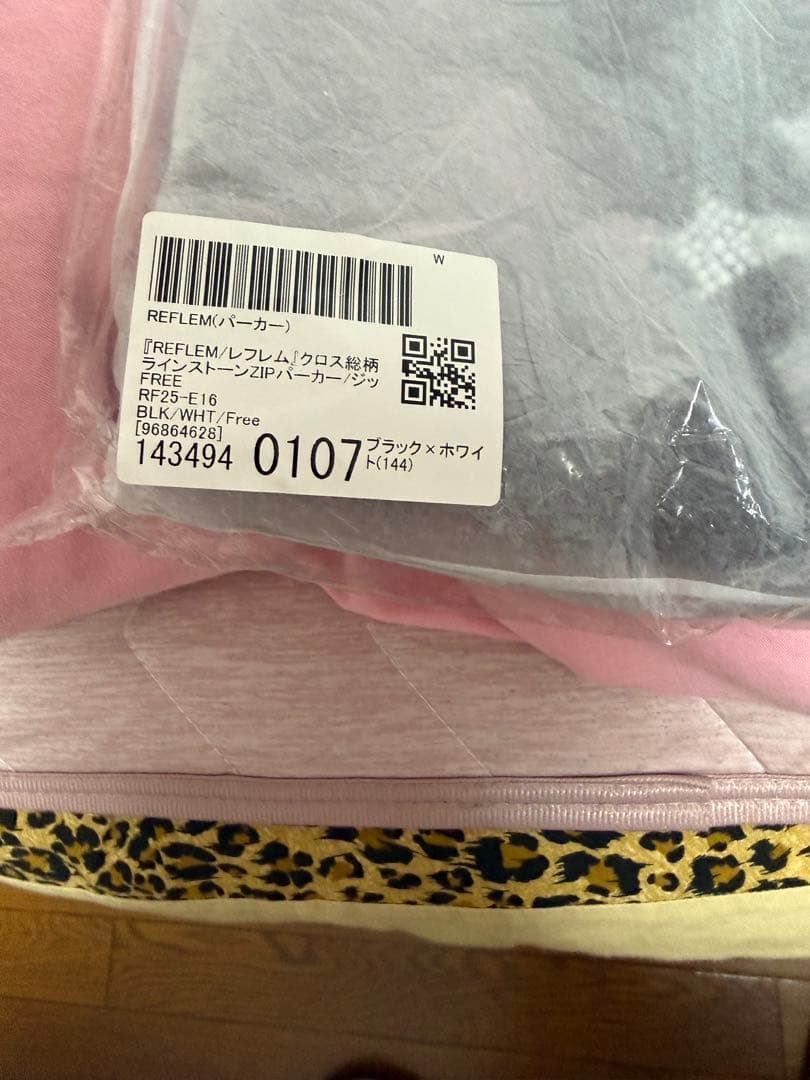 W
REFLEM(パーカー)
『REFLEM/レフレム』クロス総柄
ラインストーンZIPパーカー/ジッ
FREE
RF25-E16
BLK/WHT/Free
[96864628]
143494 0107 ブラック×ホワイ
ト(144)